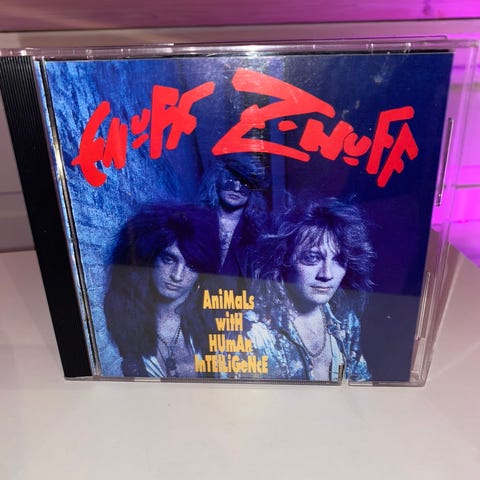 ENUFF Z-NUFF
AniMaLs
witH
HUmAn
InTELLiGeNcE